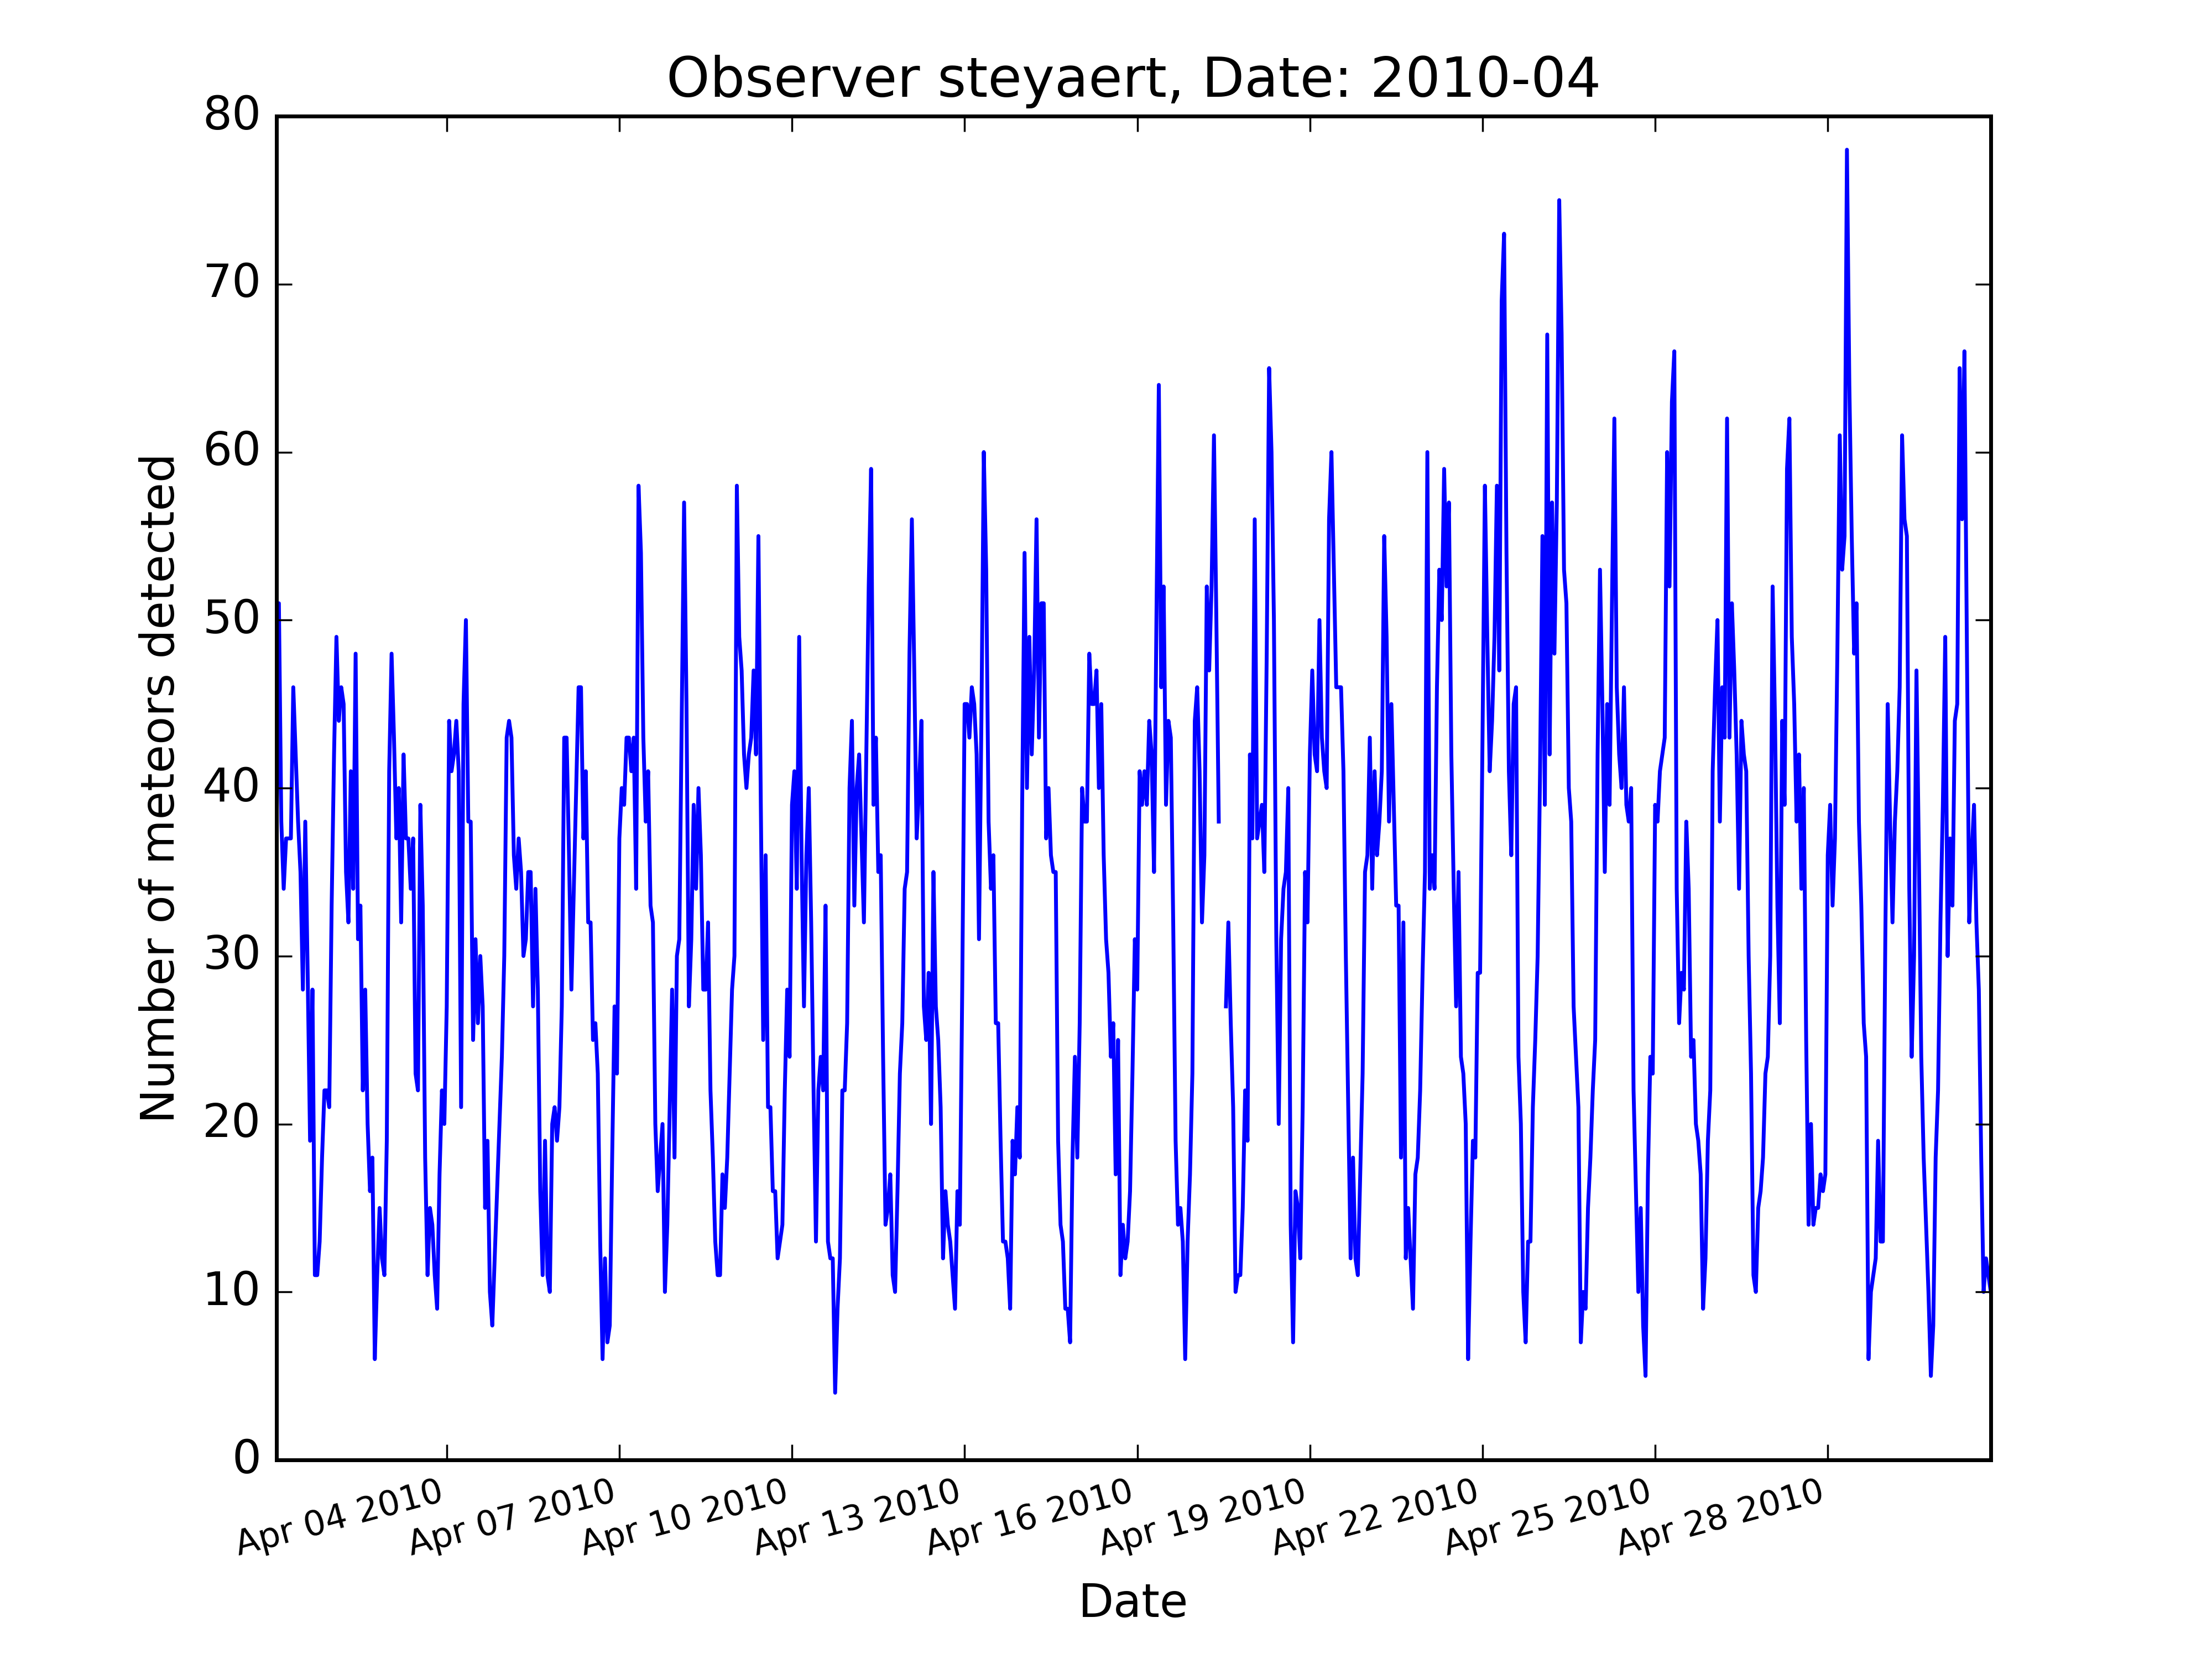 Observer steyaert, Date: 2010-04
80
70
60
50
40
30
20
10
0
Number of meteors detected
Apr 04 2010
Apr 07 2010
Apr 10 2010
Apr 13 2010
Apr 16 2010
Apr 19 2010
Apr 22 2010
Apr 25 2010
Apr 28 2010
Date